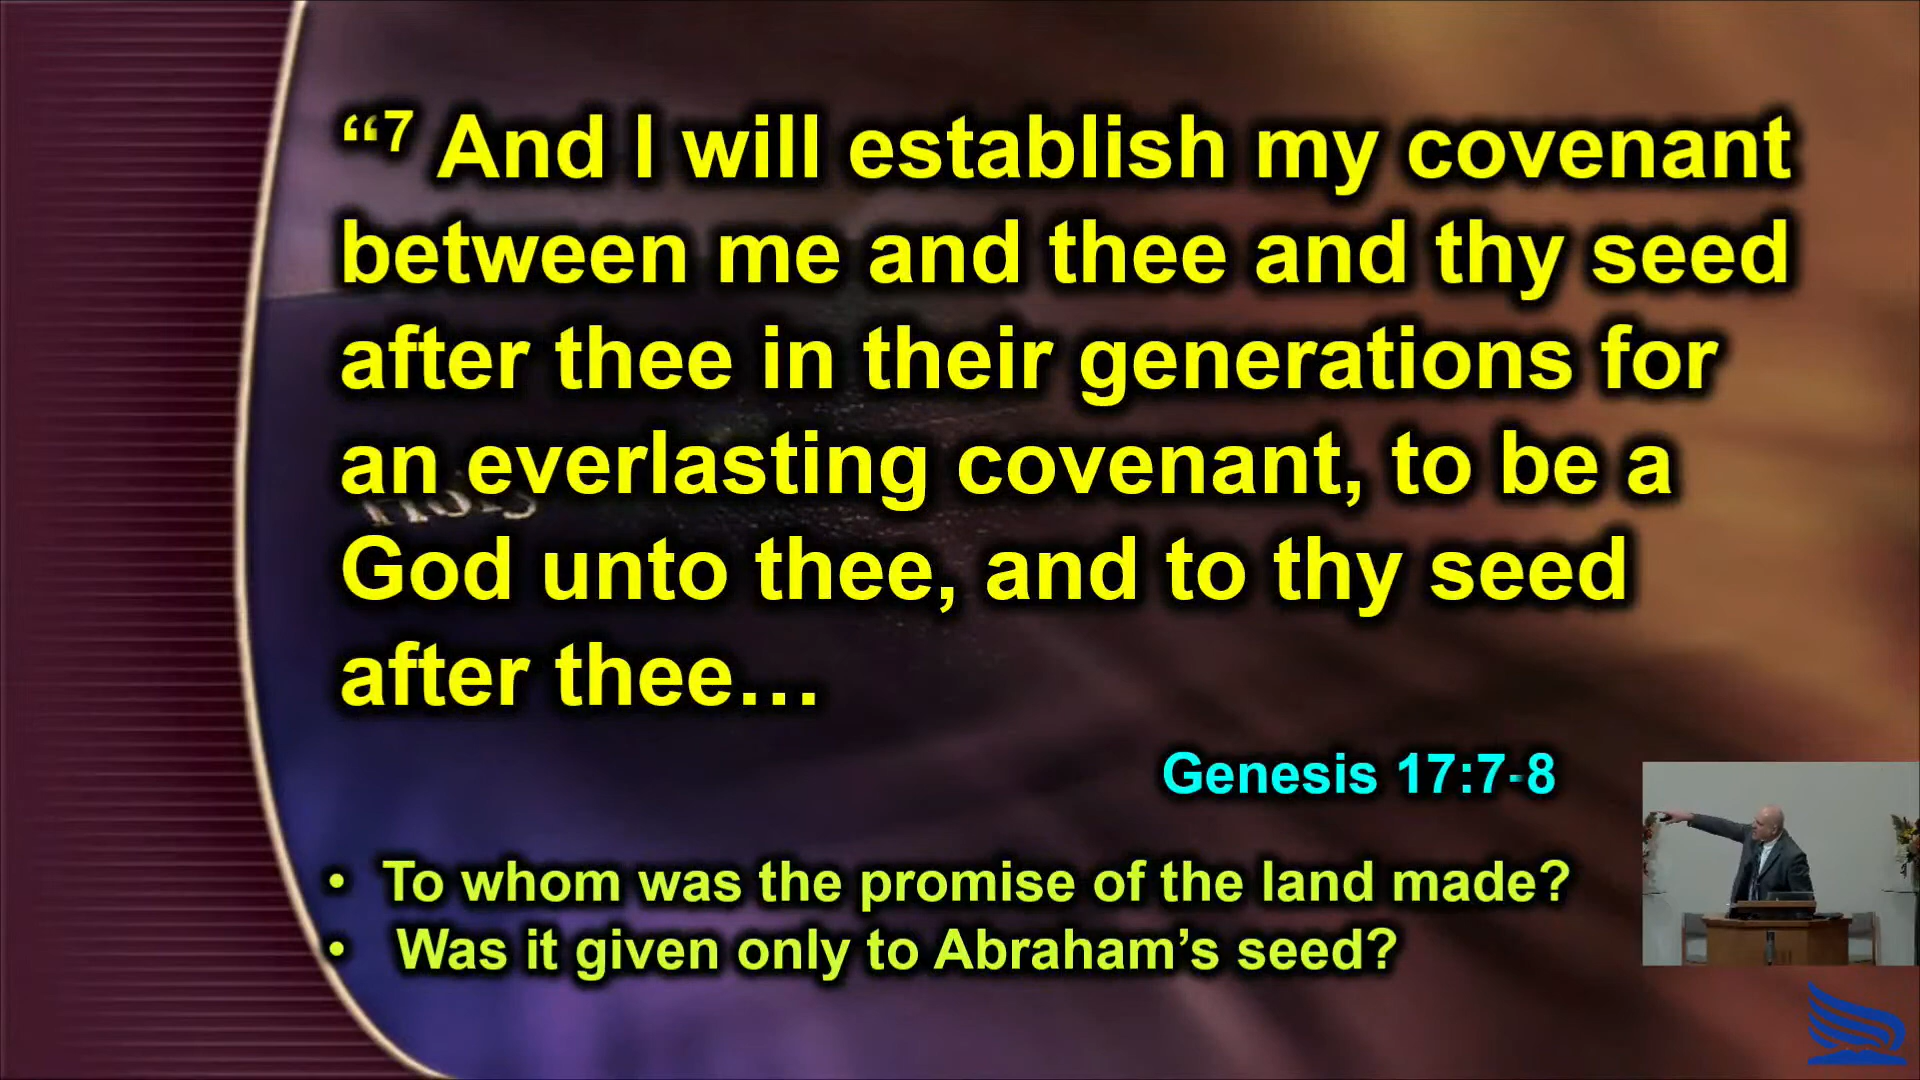 “7 And I will establish my covenant
between me and thee and thy seed
after thee in their generations for
an everlasting covenant, to be a
God unto thee, and to thy seed
after thee…
Holy
Genesis 17:7-8
• To whom was the promise of the land made?
• Was it given only to Abraham’s seed?